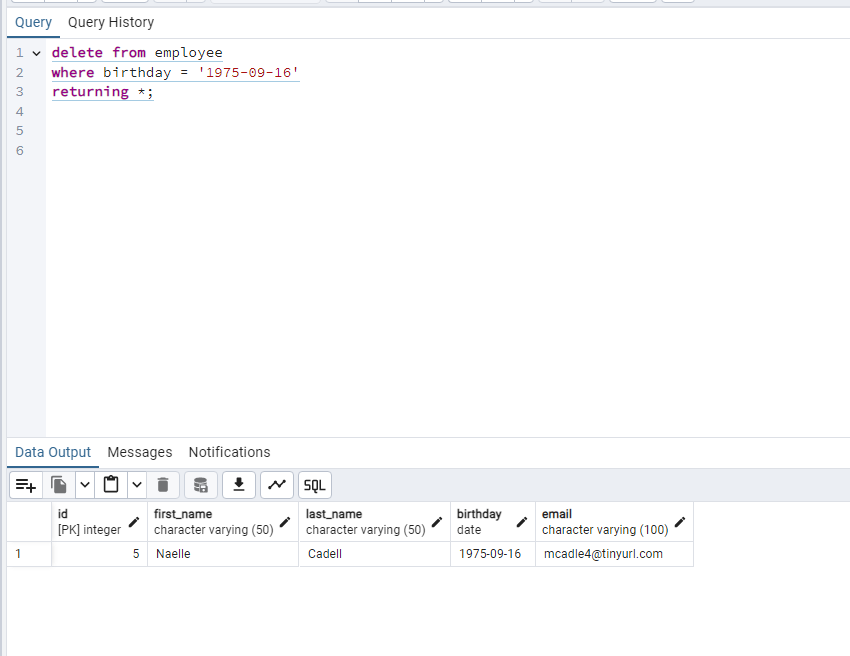 Query Query History
1 delete from employee
2 where birthday = '1975-09-16'
3 returning *;
4
5
6
Data Output Messages Notifications
SQL
id first_name last_name birthday email
[PK] integer character varying (50) character varying (50) date character varying (100)
1 5 Naelle Cadell 1975-09-16 mcadle4@tinyurl.com